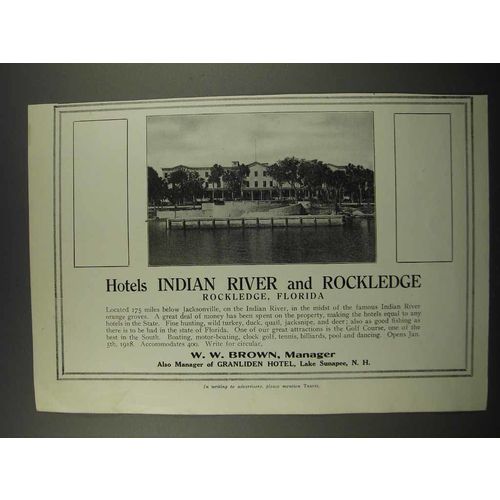 Hotels INDIAN RIVER and ROCKLEDGE
ROCKLEDGE, FLORIDA
Located 175 miles below Jacksonville, on the Indian River, in the midst of the famous Indian River
orange groves. A great deal of money has been spent on the property, making the hotels equal to any
hotels in the State. Fine hunting, wild turkey, duck, quail, jacksnipe, and deer; also as good fishing as
there is to be had in the state of Florida. One of our great attractions is the Golf Course, one of the
best in the South. Boating, motor-boating, clock golf, tennis, billiards, pool and dancing. Opens Jan.
5th, 1918. Accommodates 400. Write for circular,
W. W. BROWN, Manager
Also Manager of GRANLIDEN HOTEL, Lake Sunapee, N. H.
In writing to advertisers, please mention TRAVEL